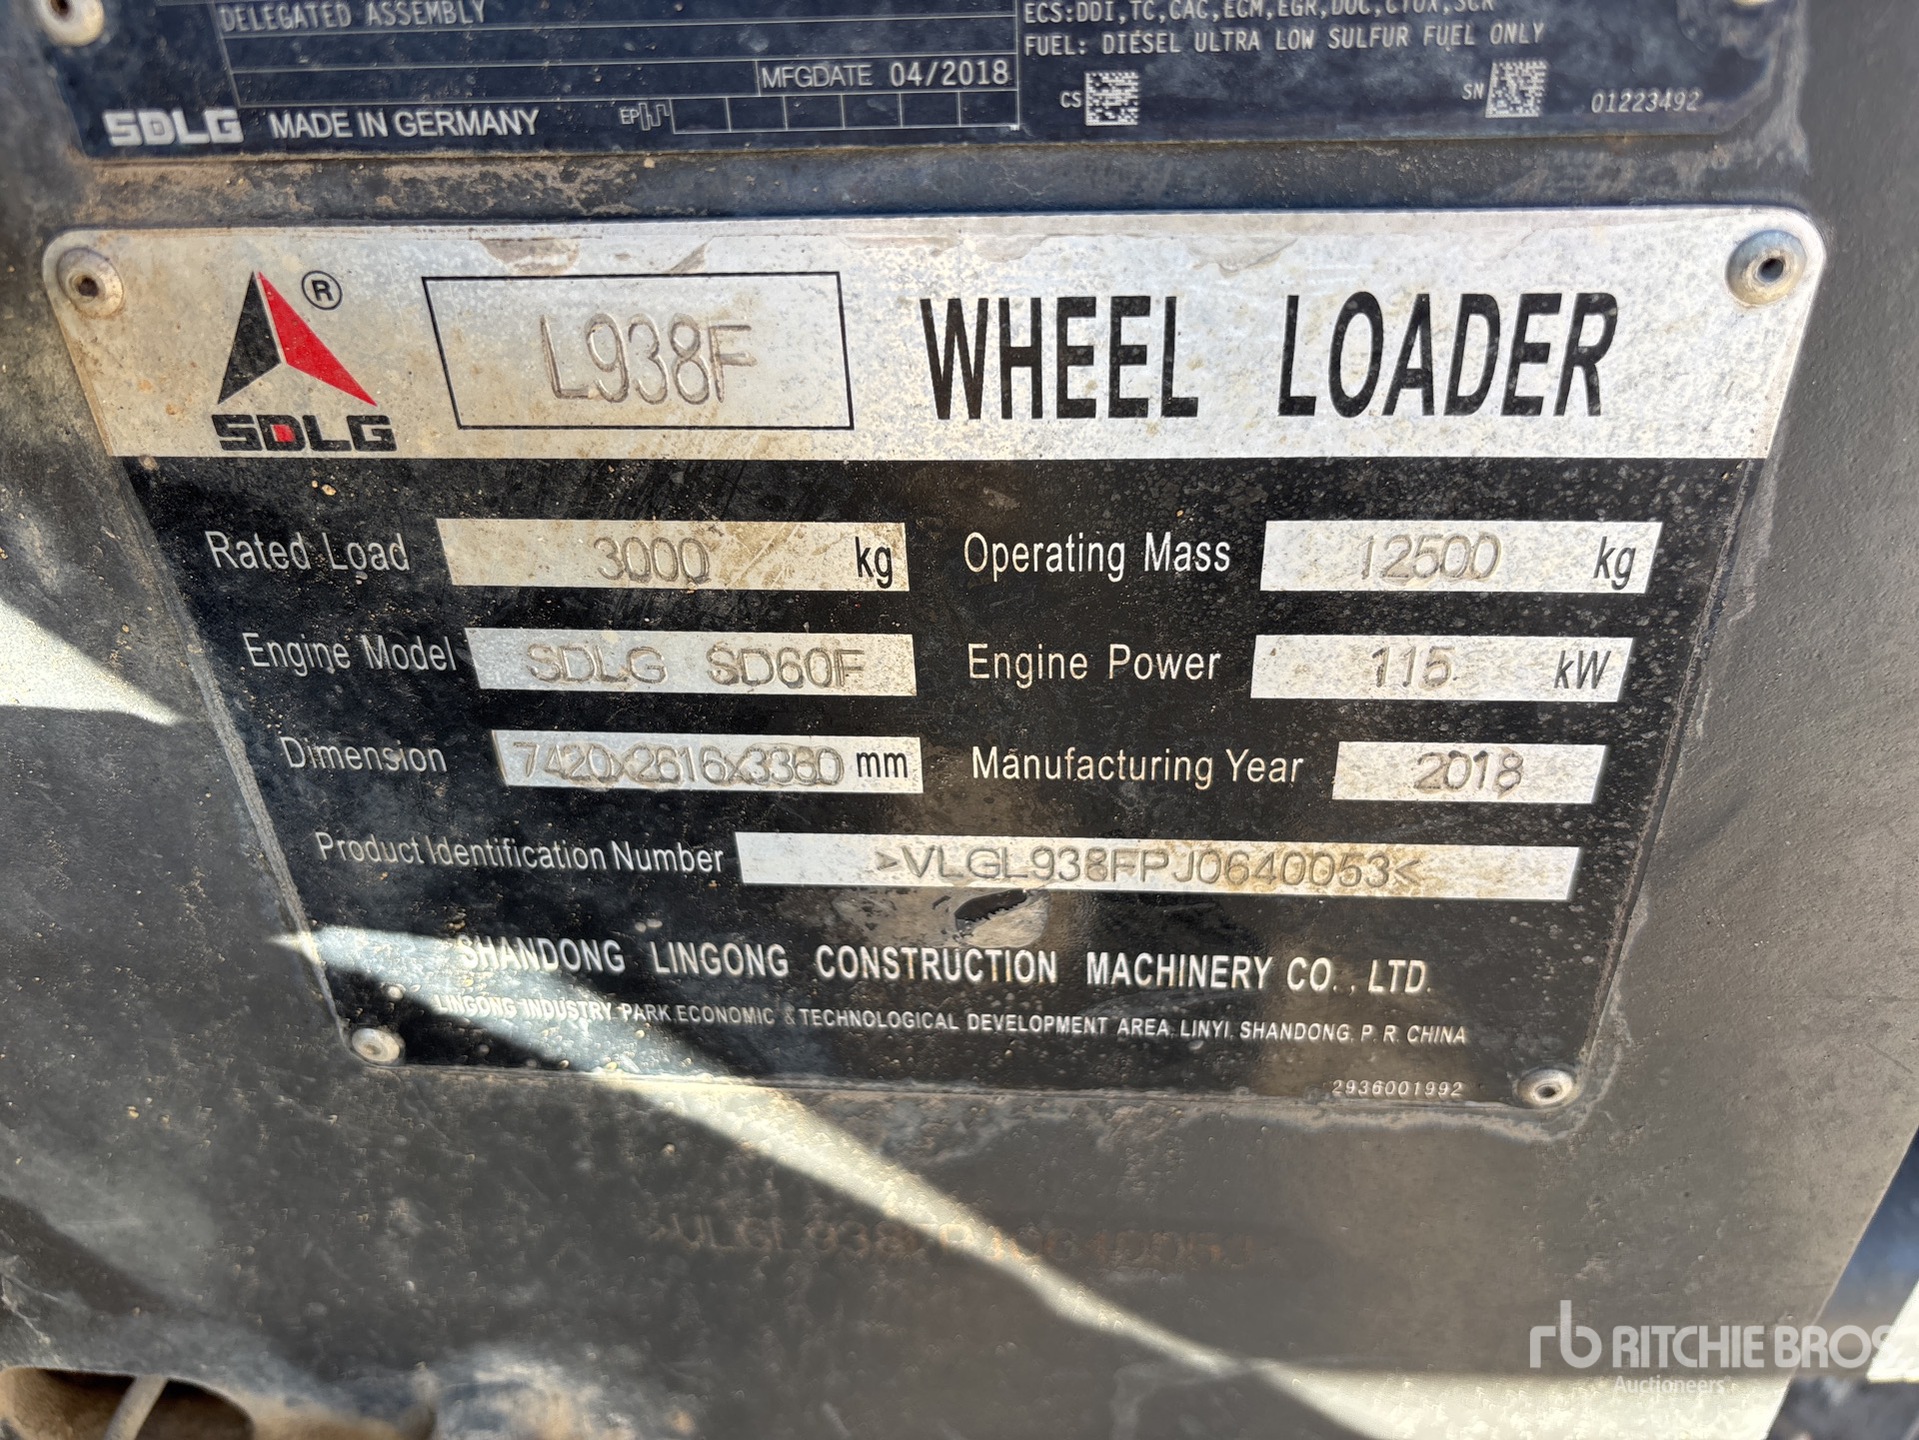 DELEGATED ASSEMBLY
ECS:DDI,TC,CAC,ECM,EGR,DOC,CTOX,SCR
FUEL: DIESEL ULTRA LOW SULFUR FUEL ONLY
MFGDATE 04/2018
SDLG MADE IN GERMANY EP CS SN 01223492
® SDLG L938F WHEEL LOADER
Rated Load 3000 kg Operating Mass 12500 kg
Engine Model SDLG SD60F Engine Power 115 kW
Dimension 7420x2616x3360 mm Manufacturing Year 2018
Product Identification Number >VLGL938FPJ0640053<
SHANDONG LINGONG CONSTRUCTION MACHINERY CO., LTD.
LINGONG INDUSTRY PARK.ECONOMIC & TECHNOLOGICAL DEVELOPMENT AREA. LINYI. SHANDONG. P. R. CHINA
2936001992
rb RITCHIE BROS
Auctioneers